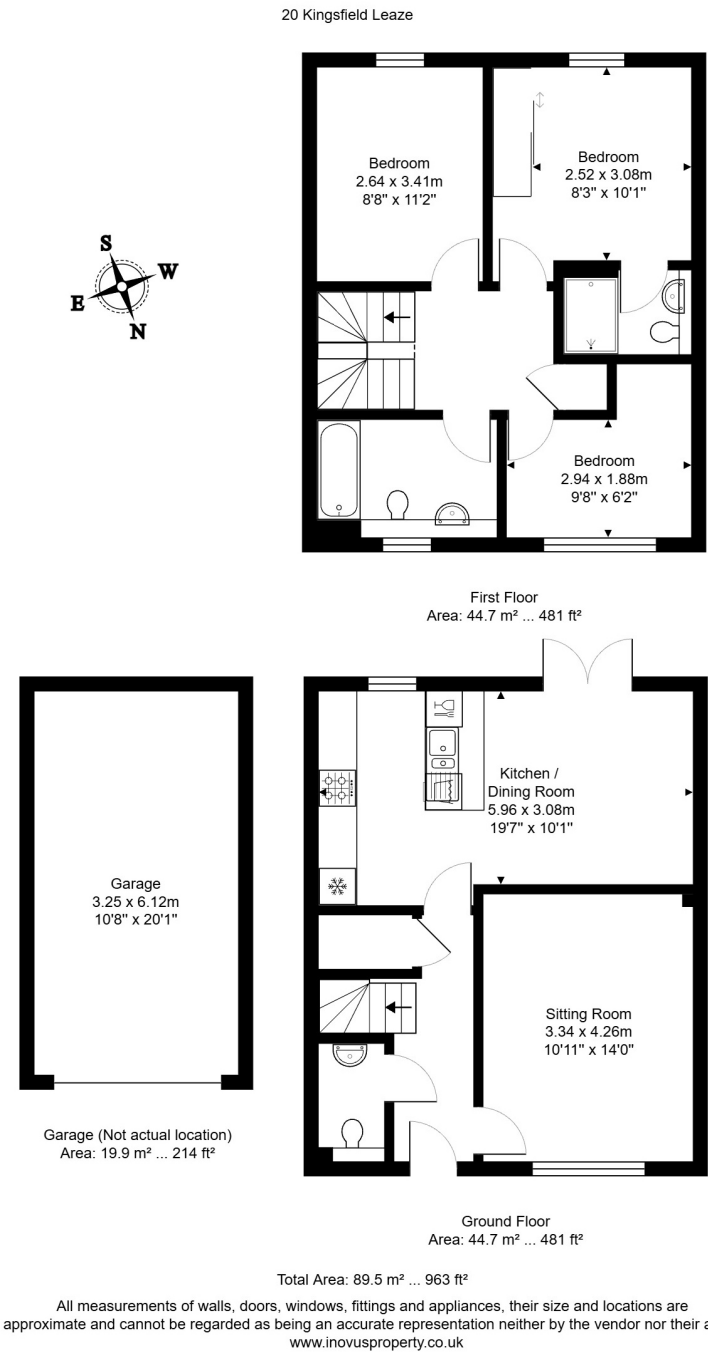 20 Kingsfield Leaze
Bedroom
2.64 x 3.41m
8'8" x 11'2"
Bedroom
2.52 x 3.08m
8'3" x 10'1"
S
W
E
N
Bedroom
2.94 x 1.88m
9'8" x 6'2"
First Floor
Area: 44.7 m² ... 481 ft²
Kitchen /
Dining Room
5.96 x 3.08m
19'7" x 10'1"
Garage
3.25 x 6.12m
10'8" x 20'1"
Sitting Room
3.34 x 4.26m
10'11" x 14'0"
Garage (Not actual location)
Area: 19.9 m² ... 214 ft²
Ground Floor
Area: 44.7 m² ... 481 ft²
Total Area: 89.5 m² ... 963 ft²
All measurements of walls, doors, windows, fittings and appliances, their size and locations are
approximate and cannot be regarded as being an accurate representation neither by the vendor nor their
www.inovusproperty.co.uk